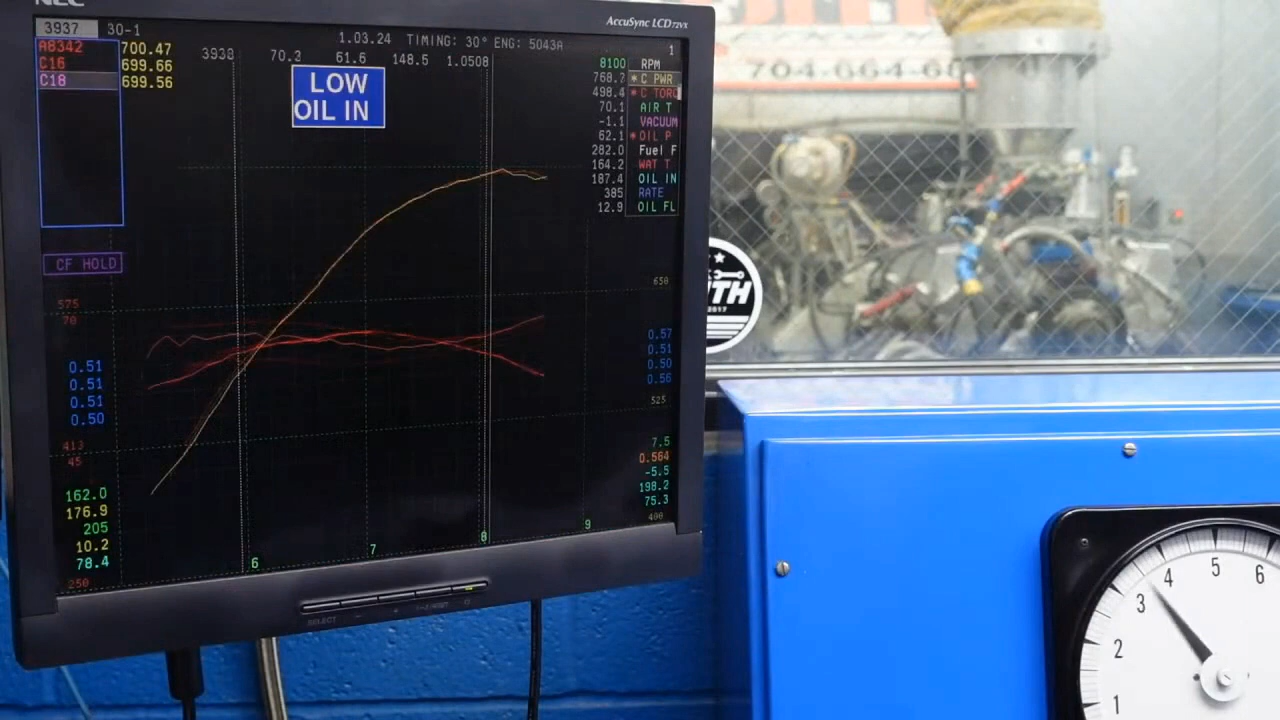 NEC
AccuSync LCD72VX
3937 30-1
1.03.24 TIMING: 30° ENG: 5043A
A8342 700.47
C16 699.66
C18 699.56
3938 70.3 61.6 148.5 1.0508
1
LOW
OIL IN
8100 RPM
768.7 * C PWR
498.4 * C TORQ
70.1 AIR T
-1.1 VACUUM
62.1 * OIL P
282.0 Fuel F
164.2 WAT T
187.4 OIL IN
385 RATE
12.9 OIL FL
CF HOLD
575
70
650
0.57
0.51
0.50
0.56
0.51
0.51
0.51
0.50
525
413
45
7.5
0.564
-5.5
198.2
75.3
400
162.0
176.9
205
10.2
78.4
250
6 7 8 9
SELECT
704-664-60
TH
2017
1 2 3 4 5 6